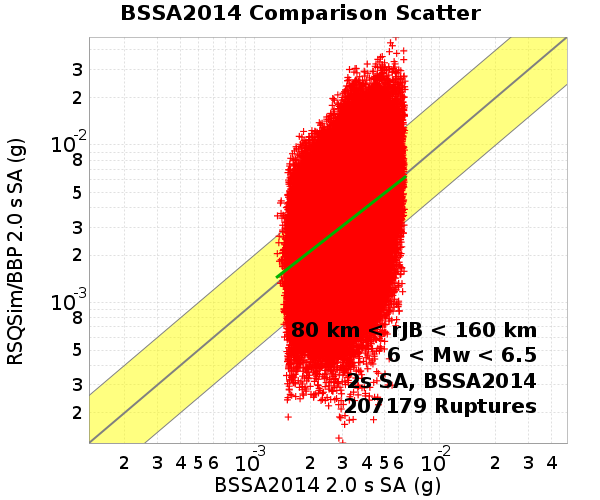 BSSA2014 Comparison Scatter
RSQSim/BBP 2.0 s SA (g)
3
2
10-2
8
5
3
2
10-3
8
5
3
2
80 km < rJB < 160 km
6 < Mw < 6.5
2s SA, BSSA2014
207179 Ruptures
2 3 4 5 6 10-3 2 3 4 5 6 10-2 2 3 4
BSSA2014 2.0 s SA (g)